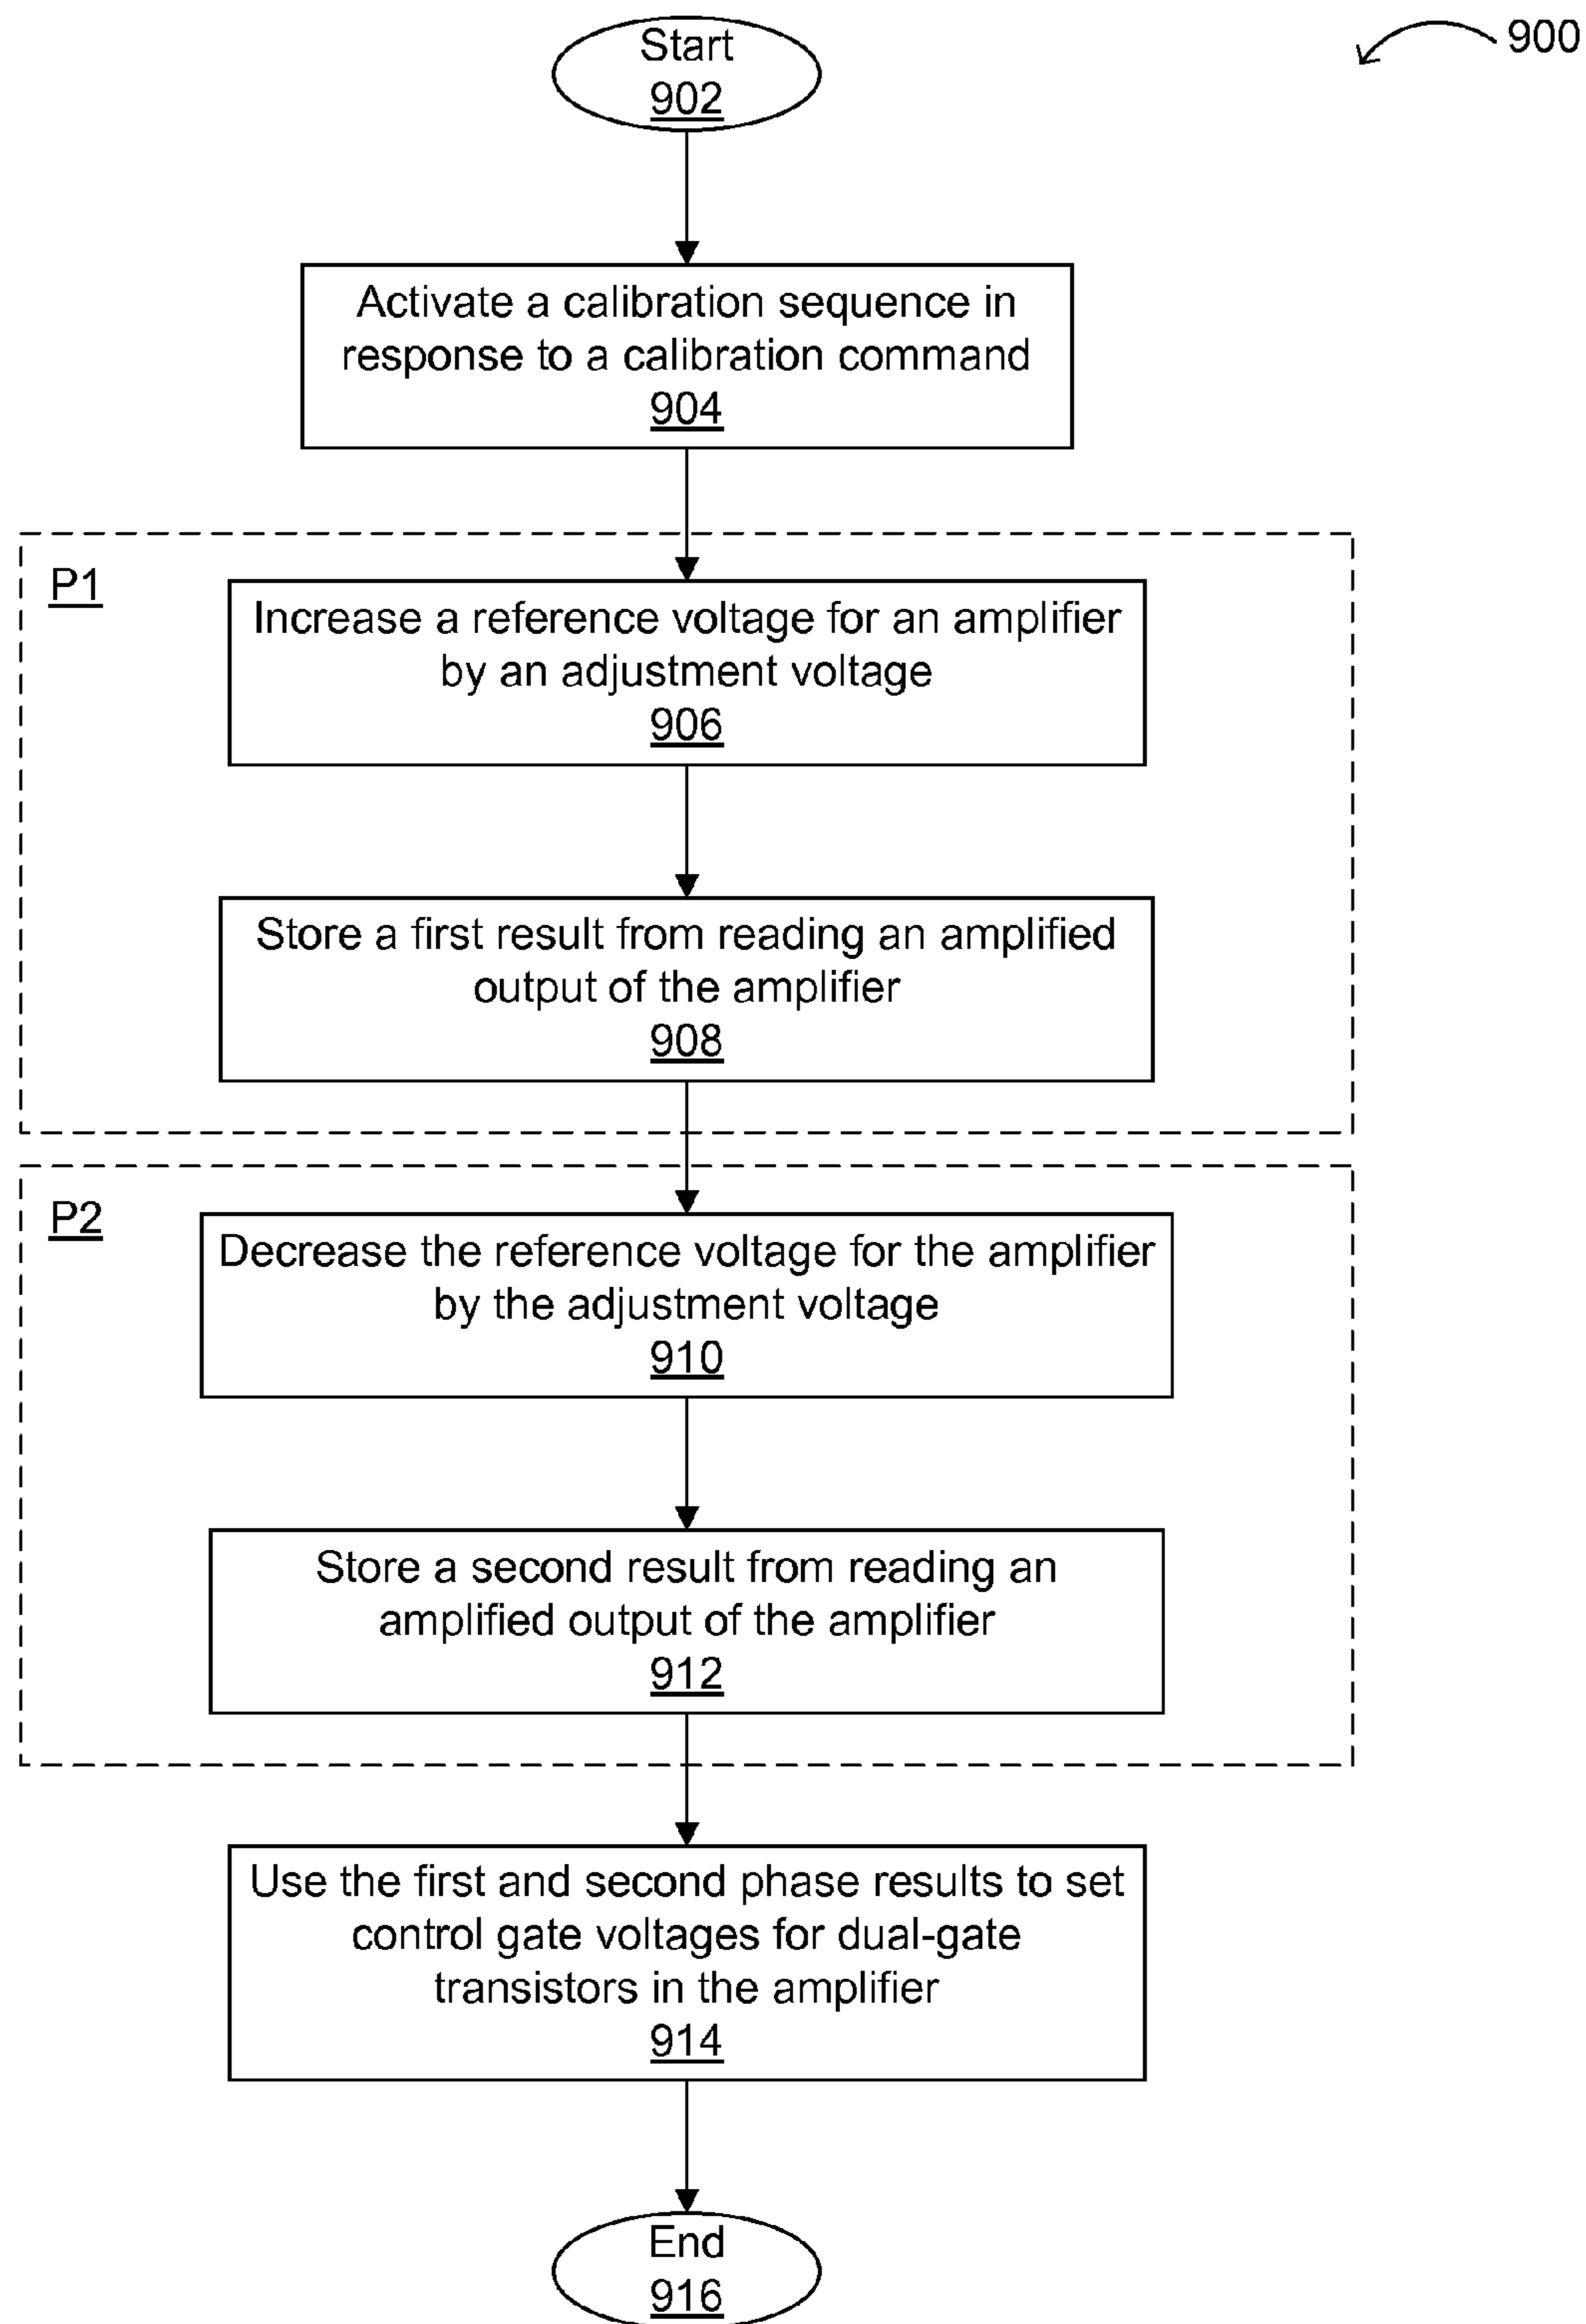 900
Start
902
Activate a calibration sequence in
response to a calibration command
904
P1
Increase a reference voltage for an amplifier
by an adjustment voltage
906
Store a first result from reading an amplified
output of the amplifier
908
P2
Decrease the reference voltage for the amplifier
by the adjustment voltage
910
Store a second result from reading an
amplified output of the amplifier
912
Use the first and second phase results to set
control gate voltages for dual-gate
transistors in the amplifier
914
End
916